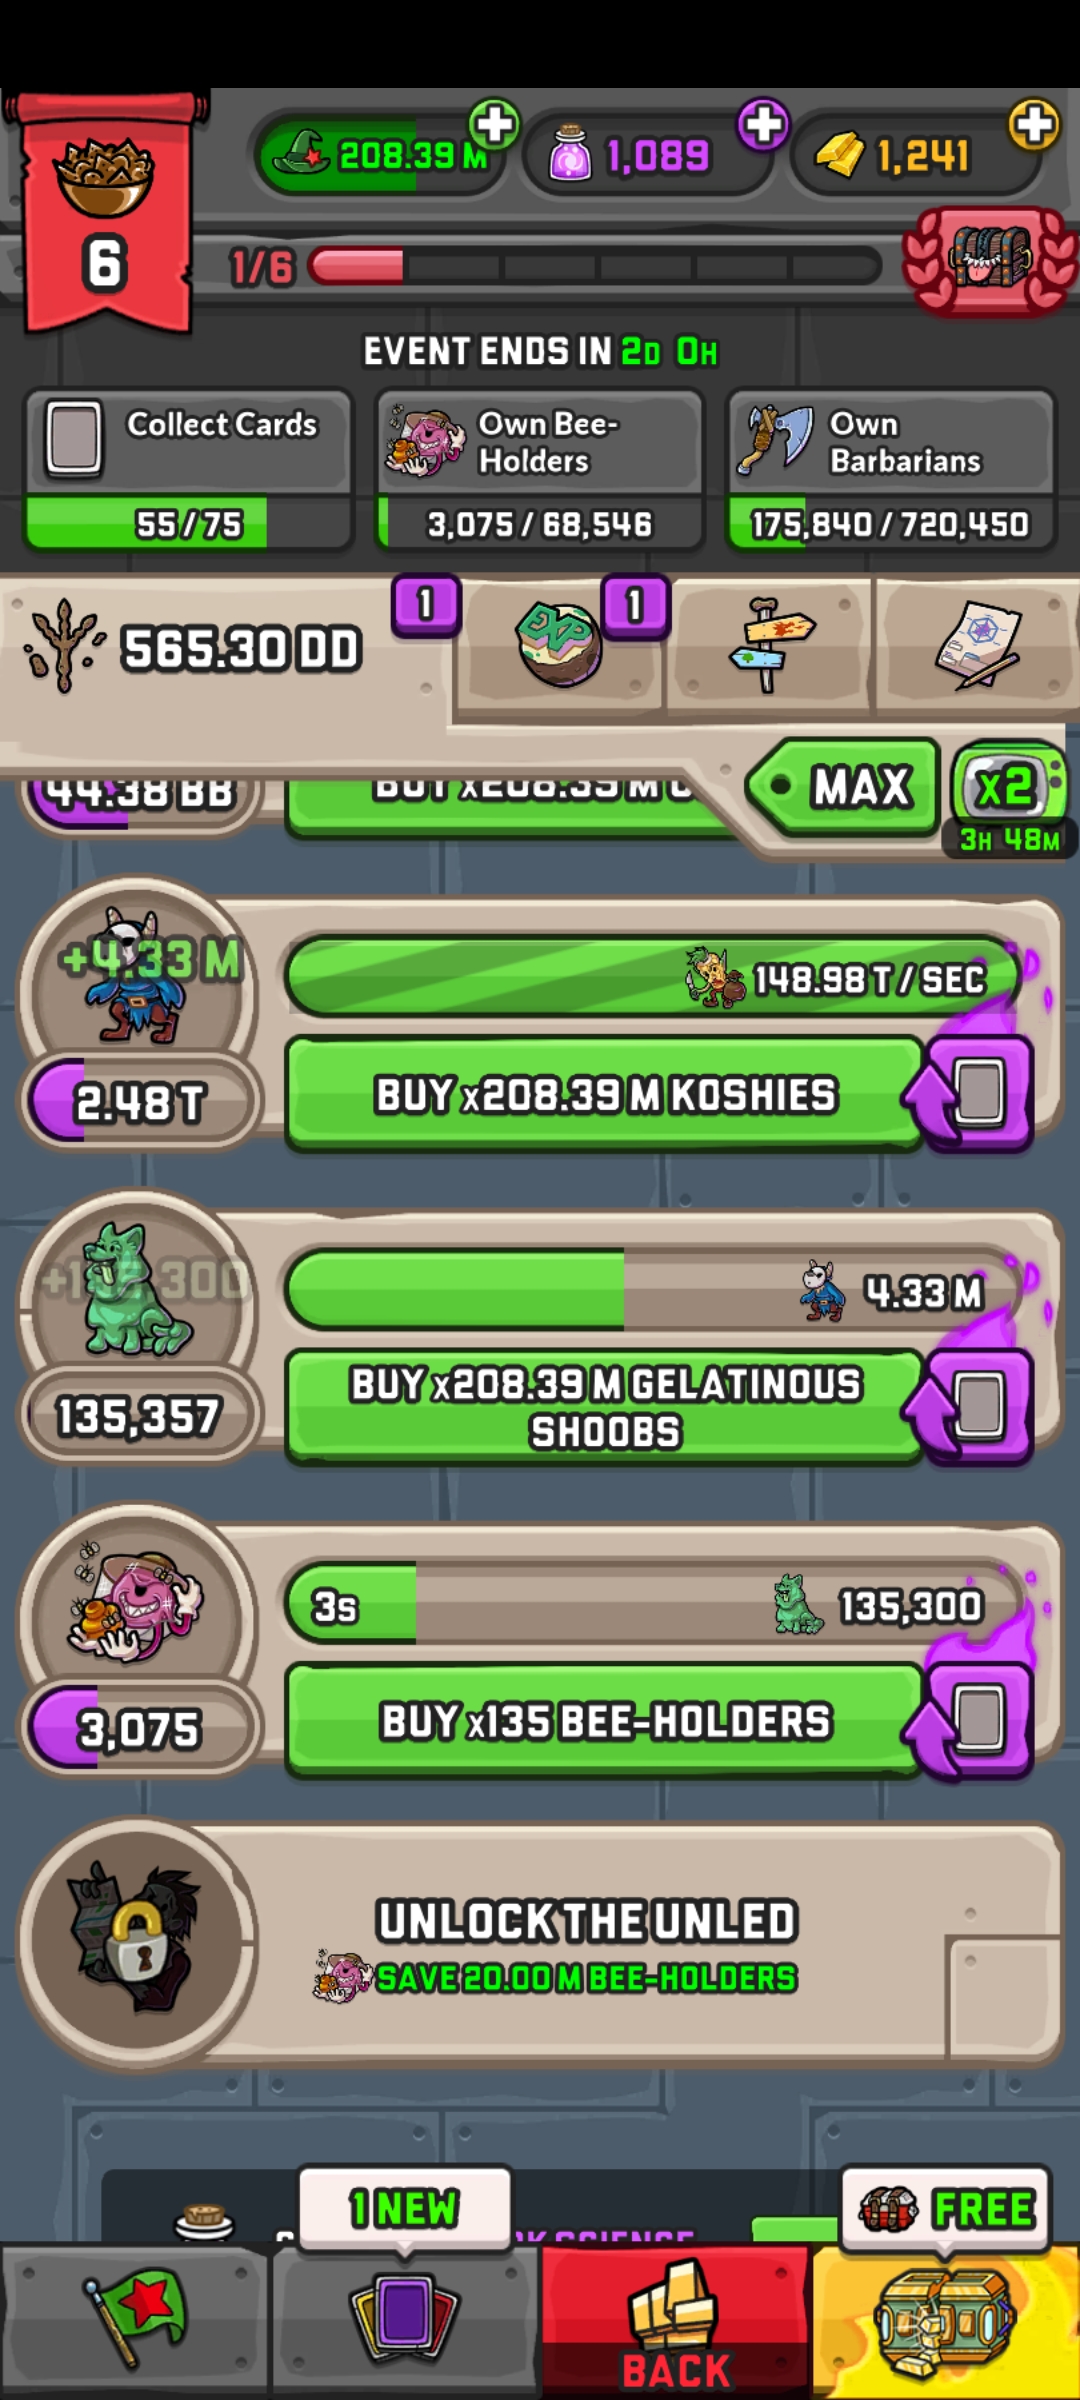 208.39 M
1,089
1,241
6
1/6
EVENT ENDS IN 2D 0H
Collect Cards
55/75
Own Bee-
Holders
3,075/68,546
Own
Barbarians
175,840/720,450
565.30 DD
1
EXP
1
MAX
x2
3H 48M
44.38 BB
+4.33 M
148.98 T/SEC
2.48 T
BUY x208.39 M KOSHIES
4.33 M
135,357
BUY x208.39 M GELATINOUS
SHOOBS
3s
135,300
3,075
BUY x135 BEE-HOLDERS
UNLOCK THE UNLED
SAVE 20.00 M BEE-HOLDERS
1 NEW
FREE
BACK